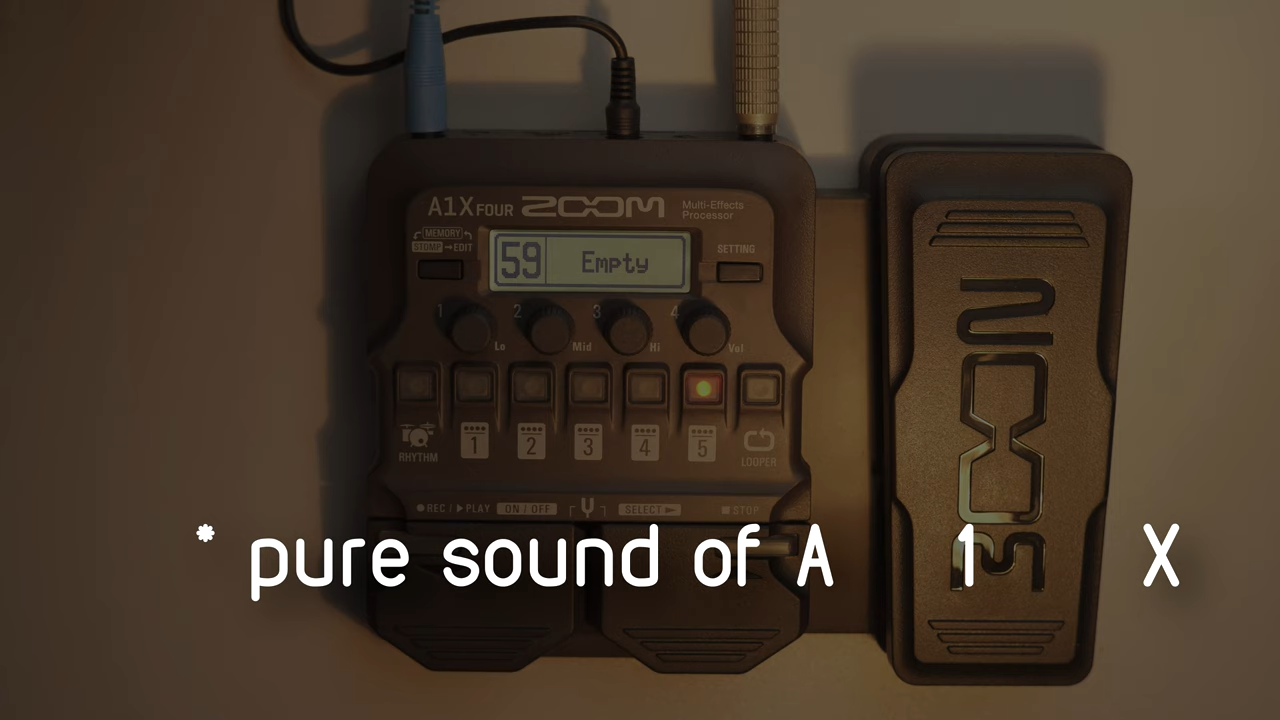 A1X FOUR ZOOM Multi-Effects Processor
MEMORY
STOMP → EDIT
59 Empty
SETTING
1 2 3 4
Lo Mid Hi Vol
1 2 3 4 5
RHYTHM LOOPER
● REC / ▶ PLAY ON / OFF SELECT ▶ ■ STOP
ZOOM
* pure sound of A 1 X